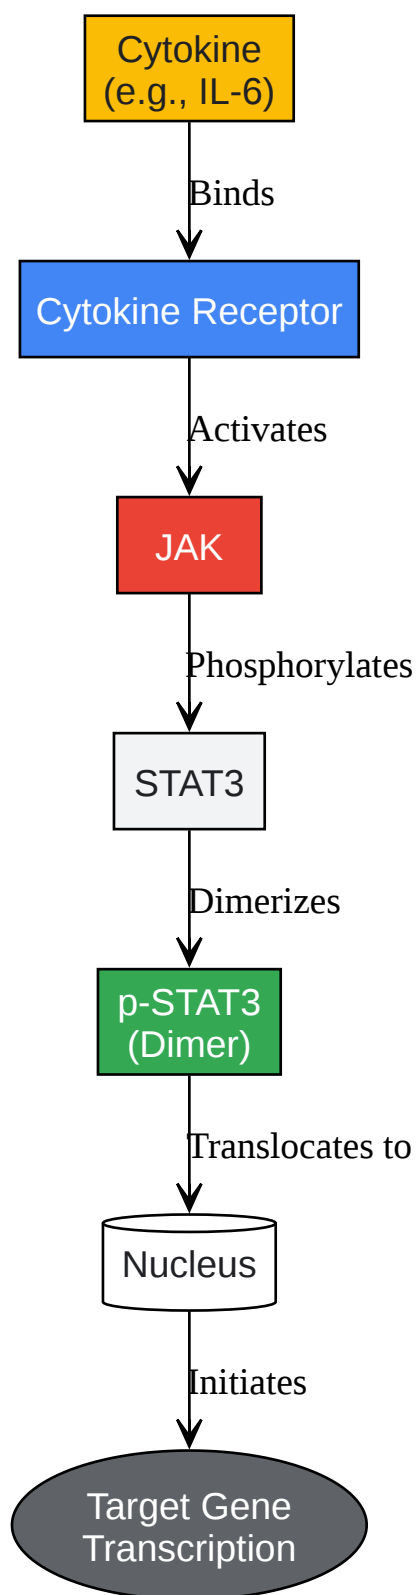 Cytokine
(e.g., IL-6)
Binds
Cytokine Receptor
Activates
JAK
Phosphorylates
STAT3
Dimerizes
p-STAT3
(Dimer)
Translocates to
Nucleus
Initiates
Target Gene
Transcription